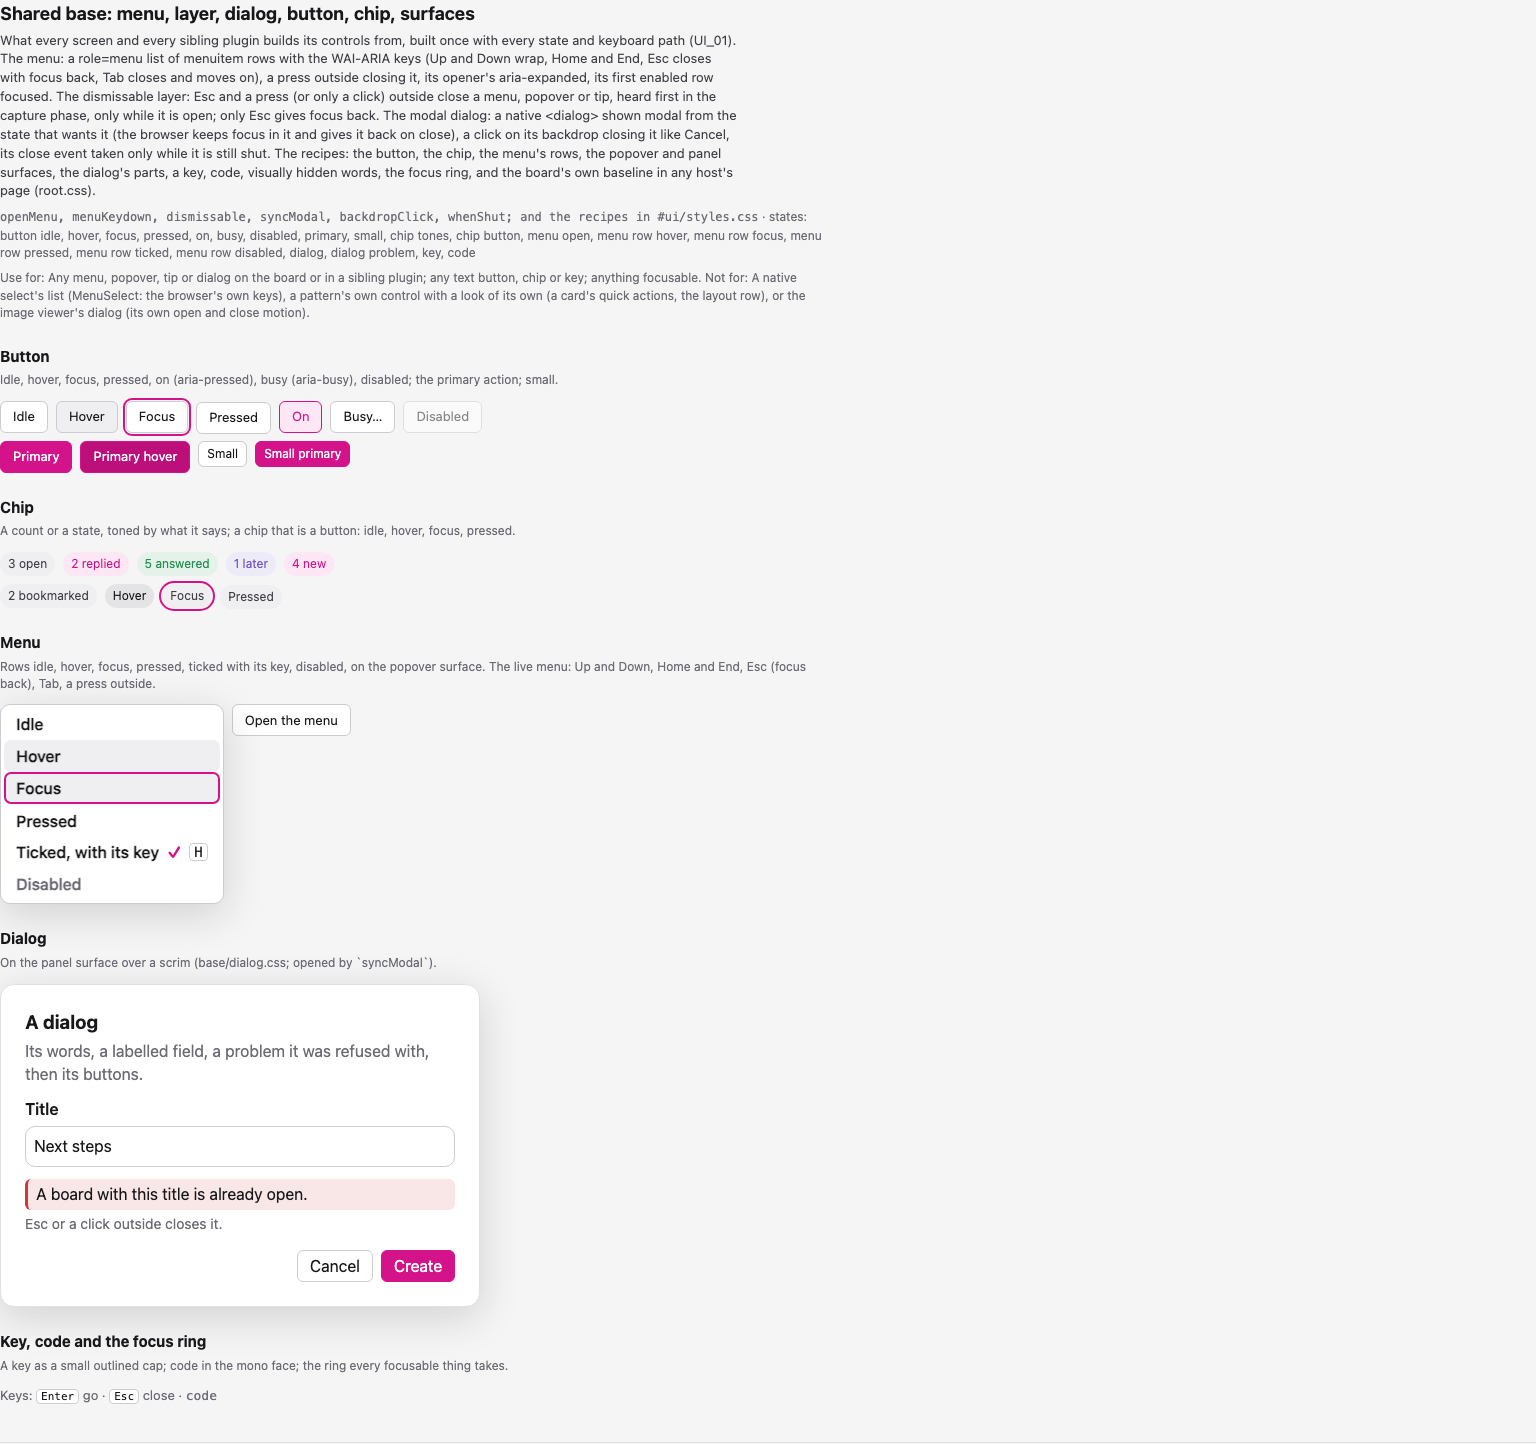 Shared base: menu, layer, dialog, button, chip, surfaces
What every screen and every sibling plugin builds its controls from, built once with every state and keyboard path (UI_01).
The menu: a role=menu list of menuitem rows with the WAI-ARIA keys (Up and Down wrap, Home and End, Esc closes
with focus back, Tab closes and moves on), a press outside closing it, its opener's aria-expanded, its first enabled row
focused. The dismissable layer: Esc and a press (or only a click) outside close a menu, popover or tip, heard first in the
capture phase, only while it is open; only Esc gives focus back. The modal dialog: a native <dialog> shown modal from the
state that wants it (the browser keeps focus in it and gives it back on close), a click on its backdrop closing it like Cancel,
its close event taken only while it is still shut. The recipes: the button, the chip, the menu's rows, the popover and panel
surfaces, the dialog's parts, a key, code, visually hidden words, the focus ring, and the board's own baseline in any host's
page (root.css).
openMenu, menuKeydown, dismissable, syncModal, backdropClick, whenShut; and the recipes in #ui/styles.css · states:
button idle, hover, focus, pressed, on, busy, disabled, primary, small, chip tones, chip button, menu open, menu row hover, menu row focus, menu
row pressed, menu row ticked, menu row disabled, dialog, dialog problem, key, code
Use for: Any menu, popover, tip or dialog on the board or in a sibling plugin; any text button, chip or key; anything focusable. Not for: A native
select's list (MenuSelect: the browser's own keys), a pattern's own control with a look of its own (a card's quick actions, the layout row), or the
image viewer's dialog (its own open and close motion).
Button
Idle, hover, focus, pressed, on (aria-pressed), busy (aria-busy), disabled; the primary action; small.
Idle Hover Focus Pressed On Busy… Disabled
Primary Primary hover Small Small primary
Chip
A count or a state, toned by what it says; a chip that is a button: idle, hover, focus, pressed.
3 open 2 replied 5 answered 1 later 4 new
2 bookmarked Hover Focus Pressed
Menu
Rows idle, hover, focus, pressed, ticked with its key, disabled, on the popover surface. The live menu: Up and Down, Home and End, Esc (focus
back), Tab, a press outside.
Idle Open the menu
Hover
Focus
Pressed
Ticked, with its key ✓ H
Disabled
Dialog
On the panel surface over a scrim (base/dialog.css; opened by `syncModal`).
A dialog
Its words, a labelled field, a problem it was refused with,
then its buttons.
Title
Next steps
A board with this title is already open.
Esc or a click outside closes it.
Cancel Create
Key, code and the focus ring
A key as a small outlined cap; code in the mono face; the ring every focusable thing takes.
Keys: Enter go · Esc close · code